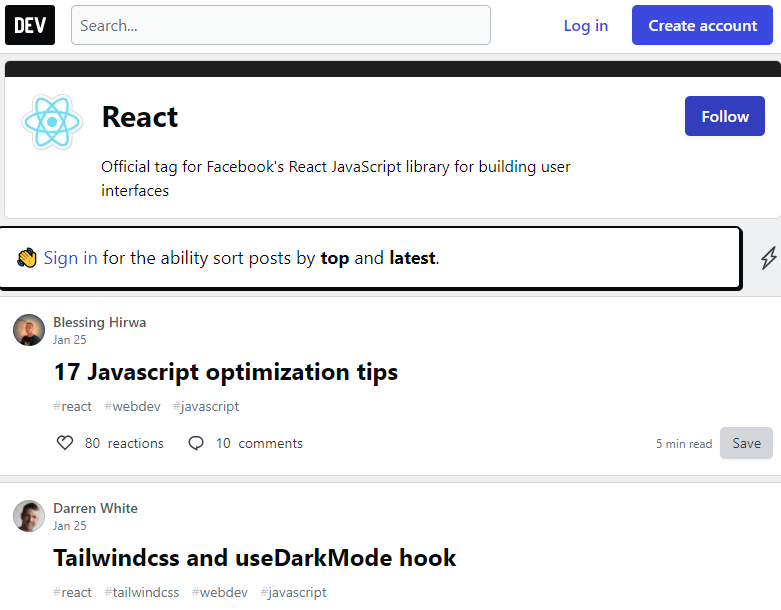 DEV
Search...
Log in
Create account
React
Follow
Official tag for Facebook's React JavaScript library for building user
interfaces
Sign in for the ability sort posts by top and latest.
Blessing Hirwa
Jan 25
17 Javascript optimization tips
#react #webdev #javascript
80 reactions 10 comments
5 min read
Save
Darren White
Jan 25
Tailwindcss and useDarkMode hook
#react #tailwindcss #webdev #javascript